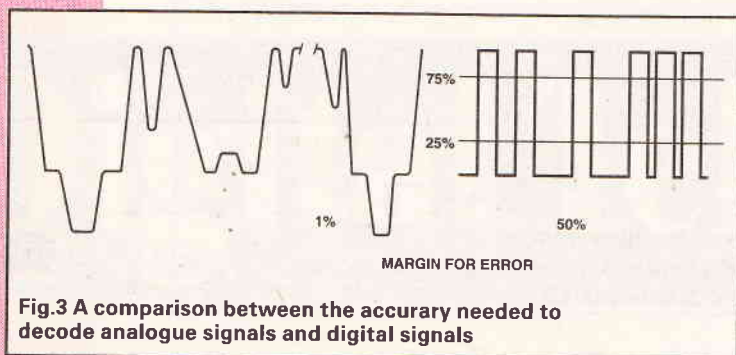 75%
25%
1%
50%
MARGIN FOR ERROR
Fig.3 A comparison between the accurary needed to
decode analogue signals and digital signals